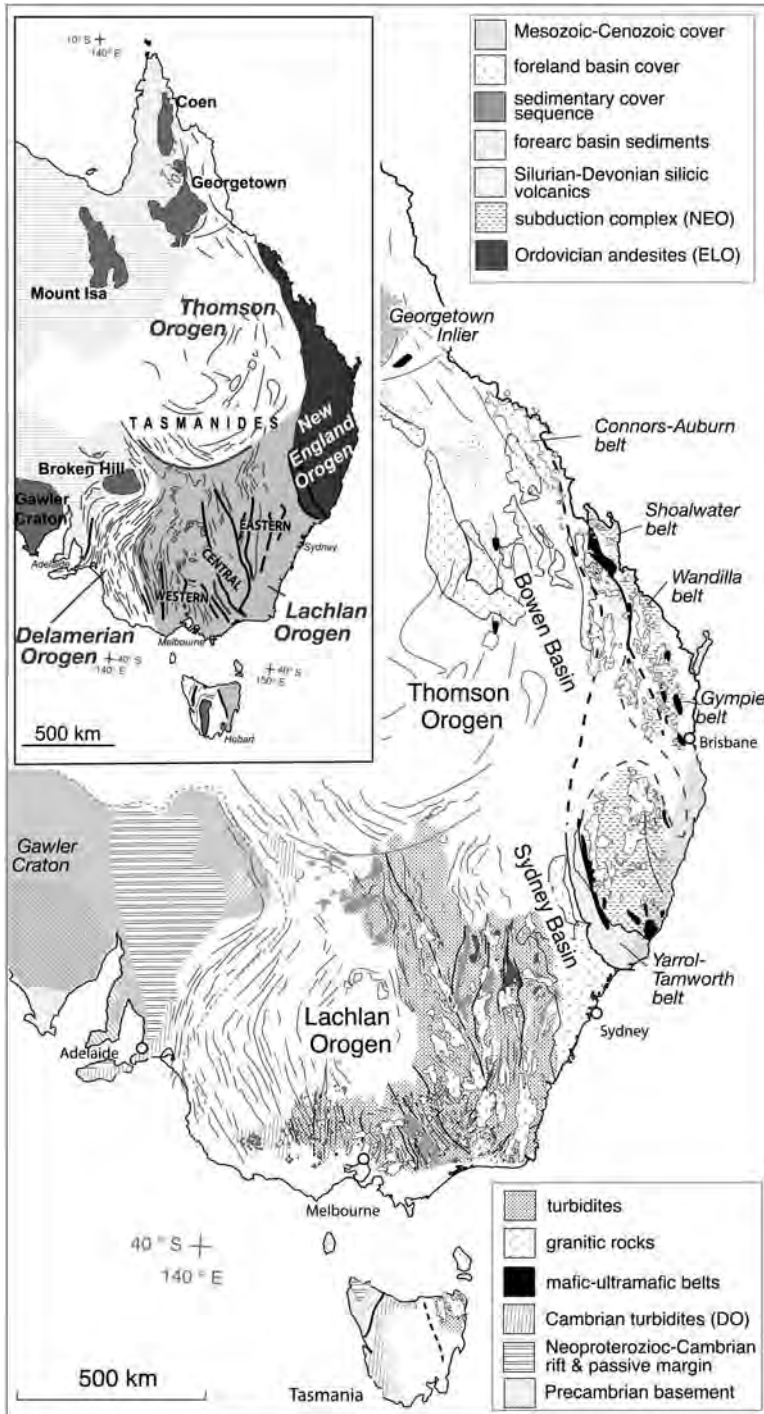 10° S
140° E
Coen
Georgetown
Mount Isa
Thomson
Orogen
TASMANIDES
New
England
Orogen
Broken Hill
Gawler
Craton
EASTERN
CENTRAL
WESTERN
Sydney
Adelaide
Lachlan
Orogen
Delamerian
Orogen
Melbourne
40° S
140° E
40° S
150° E
500 km
Hobart
Mesozoic-Cenozoic cover
foreland basin cover
sedimentary cover
sequence
forearc basin sediments
Silurian-Devonian silicic
volcanics
subduction complex (NEO)
Ordovician andesites (ELO)
Georgetown
Inlier
Connors-Auburn
belt
Shoalwater
belt
Wandilla
belt
Bowen Basin
Thomson
Orogen
Gympie
belt
Brisbane
Gawler
Craton
Sydney Basin
Yarrol-
Tamworth
belt
Lachlan
Orogen
Sydney
Adelaide
Melbourne
40° S
140° E
500 km
Tasmania
turbidites
granitic rocks
mafic-ultramafic belts
Cambrian turbidites (DO)
Neoproterozioc-Cambrian
rift & passive margin
Precambrian basement